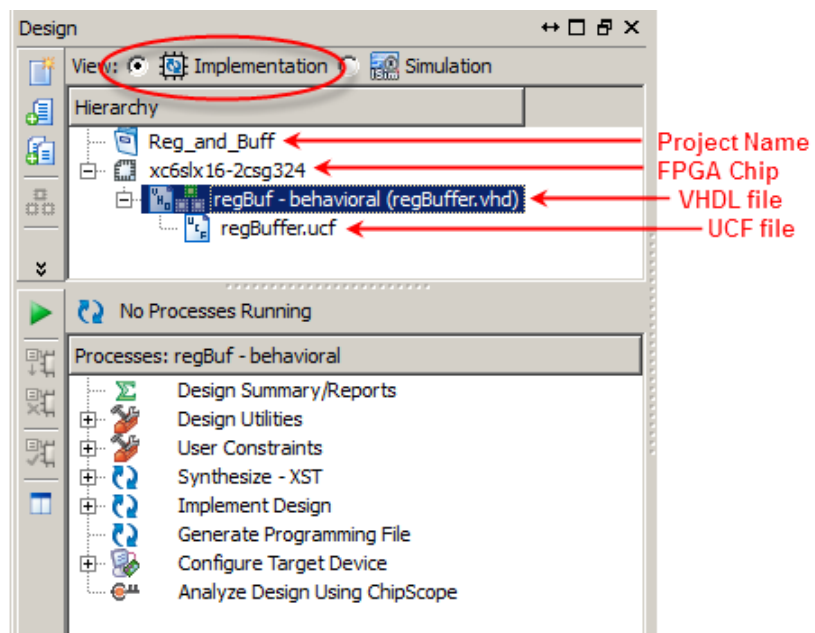 Design
View: Implementation Simulation
Hierarchy
Reg_and_Buff Project Name
xc6slx16-2csg324 FPGA Chip
regBuf - behavioral (regBuffer.vhd) VHDL file
regBuffer.ucf UCF file
No Processes Running
Processes: regBuf - behavioral
Design Summary/Reports
Design Utilities
User Constraints
Synthesize - XST
Implement Design
Generate Programming File
Configure Target Device
Analyze Design Using ChipScope